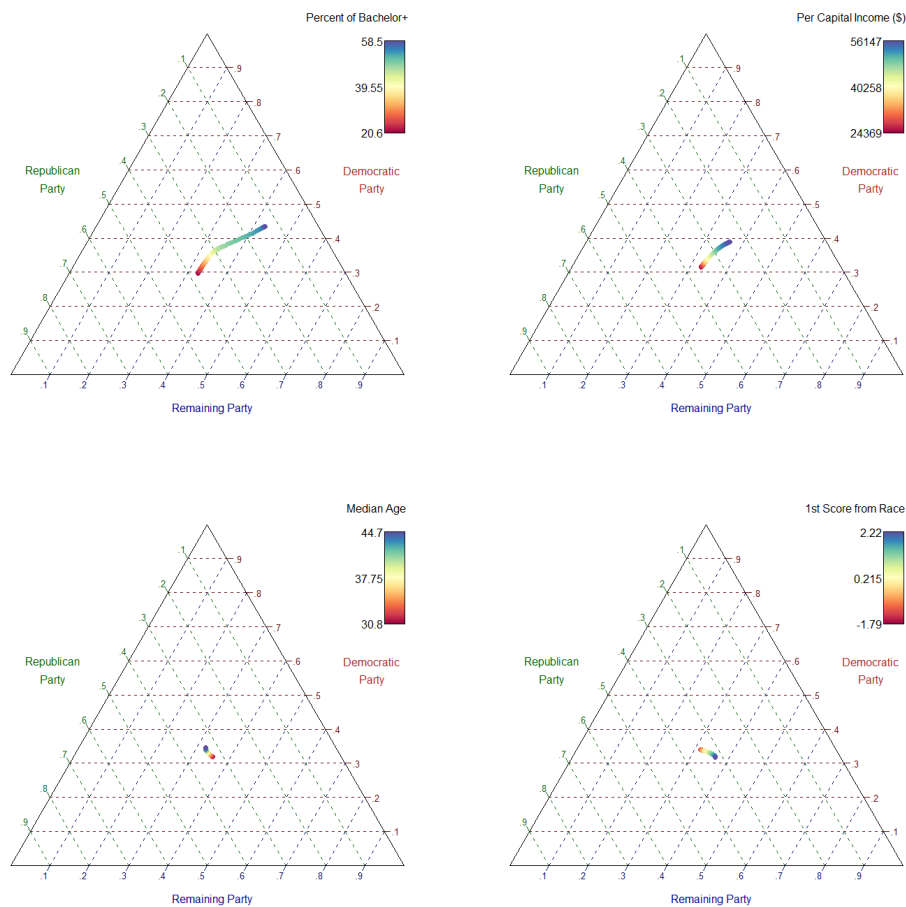 Percent of Bachelor+
58.5
39.55
20.6
.1
.2
.3
.4
.6
.7
.8
.9
.9
.8
.7
.6
.5
.4
.3
.2
.1
Republican
Party
Democratic
Party
.1 .2 .3 .4 .5 .6 .7 .8 .9
Remaining Party
Per Capital Income ($)
56147
40258
24369
.1
.2
.3
.4
.5
.6
.7
.8
.9
.9
.8
.7
.6
.5
.4
.3
.2
.1
Republican
Party
Democratic
Party
.1 .2 .3 .4 .5 .6 .7 .8 .9
Remaining Party
Median Age
44.7
37.75
30.8
.1
.2
.3
.4
.5
.7
.8
.9
.9
.8
.7
.6
.5
.4
.3
.2
.1
Republican
Party
Democratic
Party
.1 .2 .3 .4 .5 .6 .7 .8 .9
Remaining Party
1st Score from Race
2.22
0.215
-1.79
.1
.2
.3
.4
.5
.6
.7
.8
.9
.9
.8
.7
.6
.5
.4
.3
.2
.1
Republican
Party
Democratic
Party
.1 .2 .3 .4 .5 .6 .7 .8 .9
Remaining Party